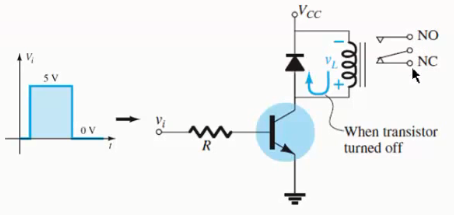 VCC
NO
NC
− 
vL
+
Vi
5 V
0 V
t
vi
R
When transistor
turned off